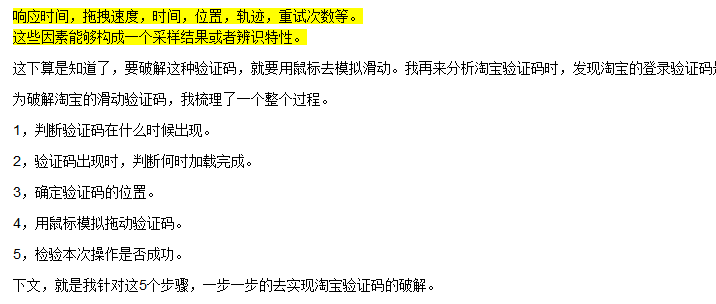 响应时间，拖拽速度，时间，位置，轨迹，重试次数等。
这些因素能够构成一个采样结果或者辨识特性。
这下算是知道了，要破解这种验证码，就要用鼠标去模拟滑动。我再来分析淘宝验证码时，发现淘宝的登录验证码
为破解淘宝的滑动验证码，我梳理了一个整个过程。
1，判断验证码在什么时候出现。
2，验证码出现时，判断何时加载完成。
3，确定验证码的位置。
4，用鼠标模拟拖动验证码。
5，检验本次操作是否成功。
下文，就是我针对这5个步骤，一步一步的去实现淘宝验证码的破解。